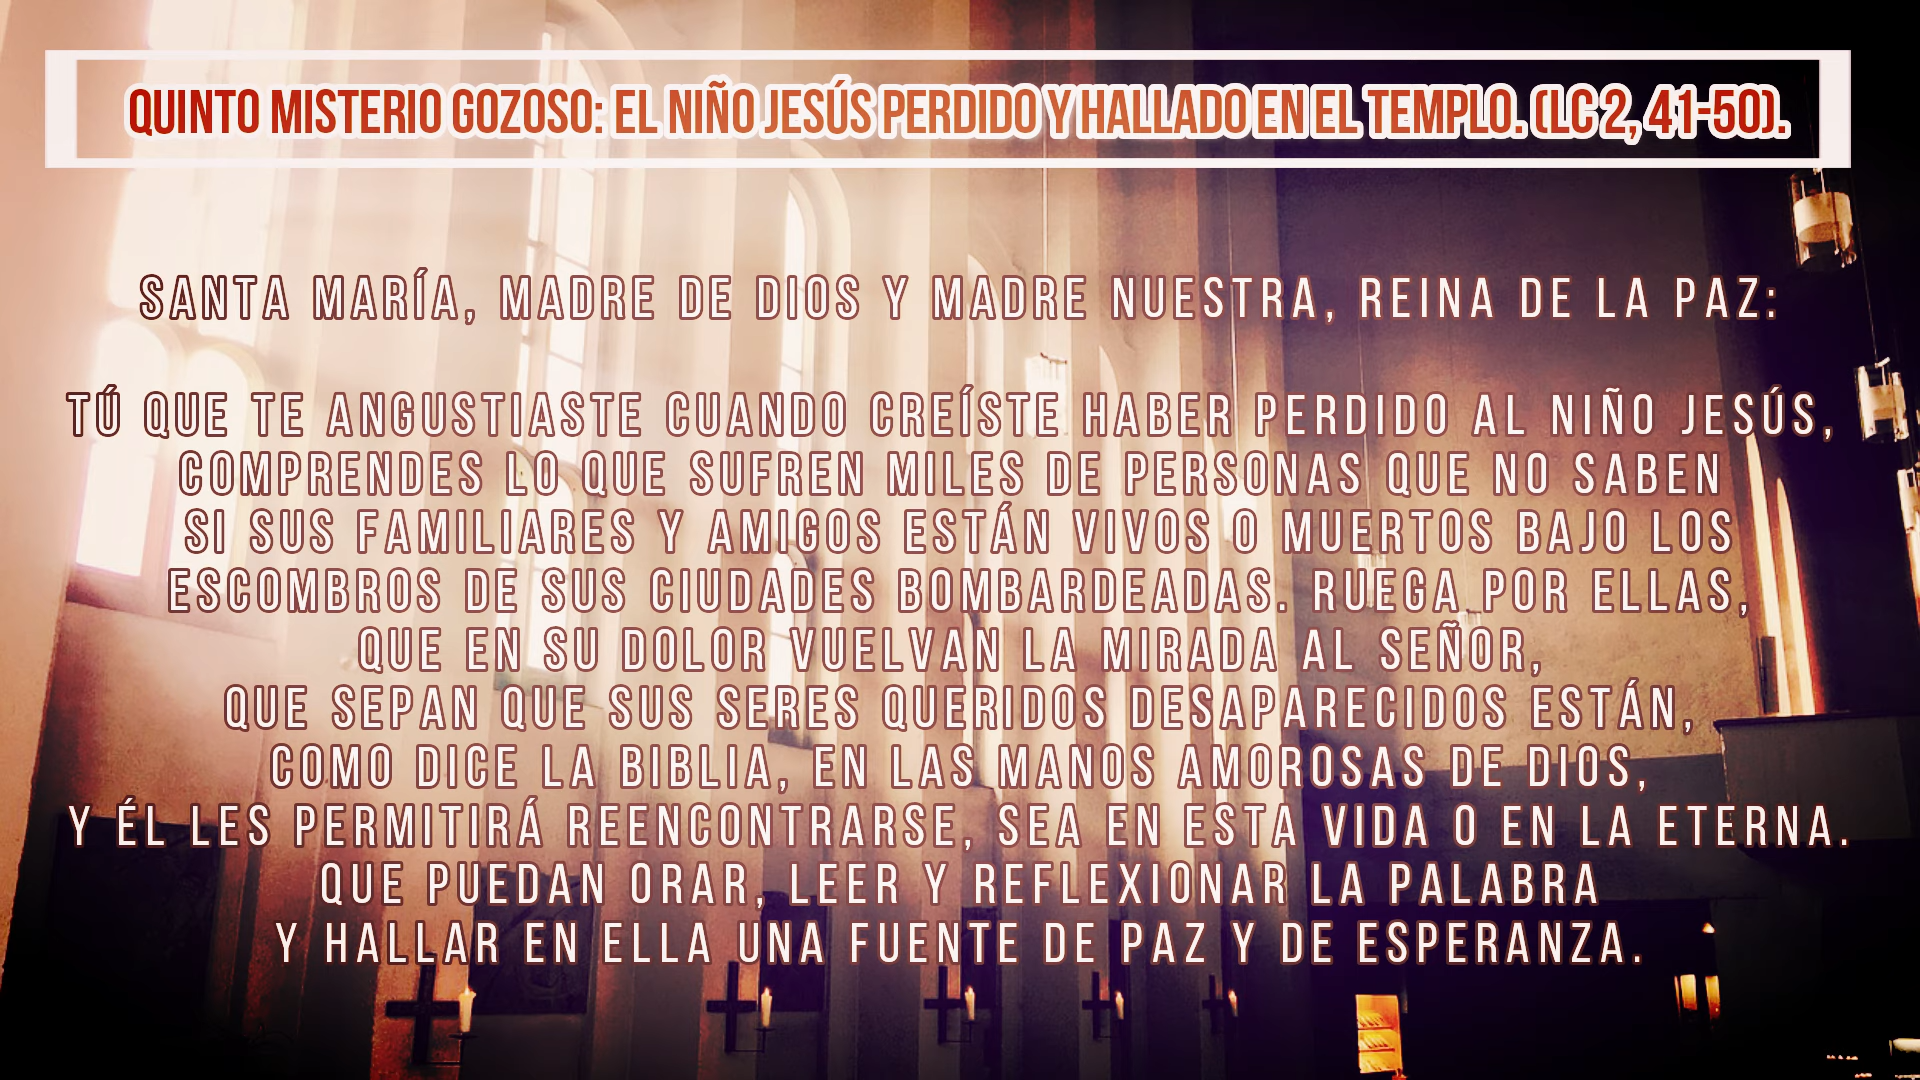 QUINTO MISTERIO GOZOSO: EL NIÑO JESÚS PERDIDO Y HALLADO EN EL TEMPLO. (LC 2, 41-50).
SANTA MARÍA, MADRE DE DIOS Y MADRE NUESTRA, REINA DE LA PAZ:
TÚ QUE TE ANGUSTIASTE CUANDO CREÍSTE HABER PERDIDO AL NIÑO JESÚS,
COMPRENDES LO QUE SUFREN MILES DE PERSONAS QUE NO SABEN
SI SUS FAMILIARES Y AMIGOS ESTÁN VIVOS O MUERTOS BAJO LOS
ESCOMBROS DE SUS CIUDADES BOMBARDEADAS. RUEGA POR ELLAS,
QUE EN SU DOLOR VUELVAN LA MIRADA AL SEÑOR,
QUE SEPAN QUE SUS SERES QUERIDOS DESAPARECIDOS ESTÁN,
COMO DICE LA BIBLIA, EN LAS MANOS AMOROSAS DE DIOS,
Y ÉL LES PERMITIRÁ REENCONTRARSE, SEA EN ESTA VIDA O EN LA ETERNA.
QUE PUEDAN ORAR, LEER Y REFLEXIONAR LA PALABRA
Y HALLAR EN ELLA UNA FUENTE DE PAZ Y DE ESPERANZA.